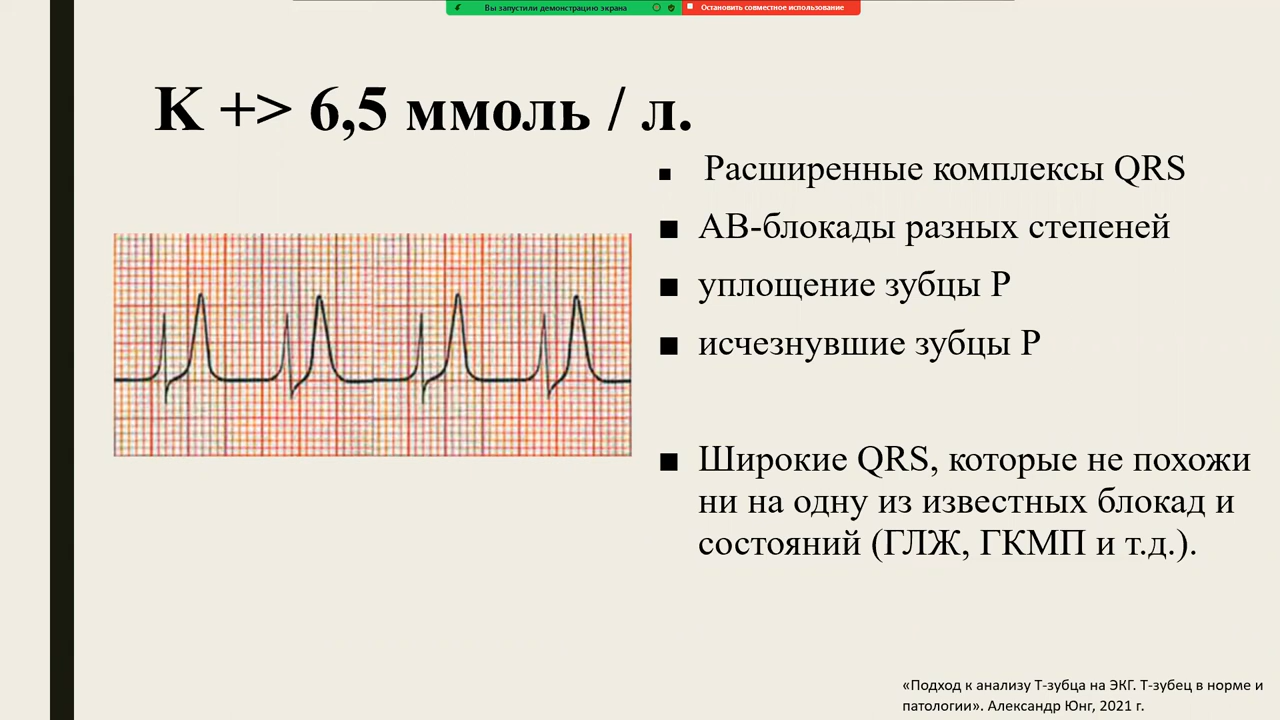 Вы запустили демонстрацию экрана
Остановить совместное использование
K +> 6,5 ммоль / л.
Расширенные комплексы QRS
АВ-блокады разных степеней
уплощение зубцы Р
исчезнувшие зубцы Р
Широкие QRS, которые не похожи
ни на одну из известных блокад и
состояний (ГЛЖ, ГКМП и т.д.).
«Подход к анализу Т-зубца на ЭКГ. Т-зубец в норме и
патологии». Александр Юнг, 2021 г.